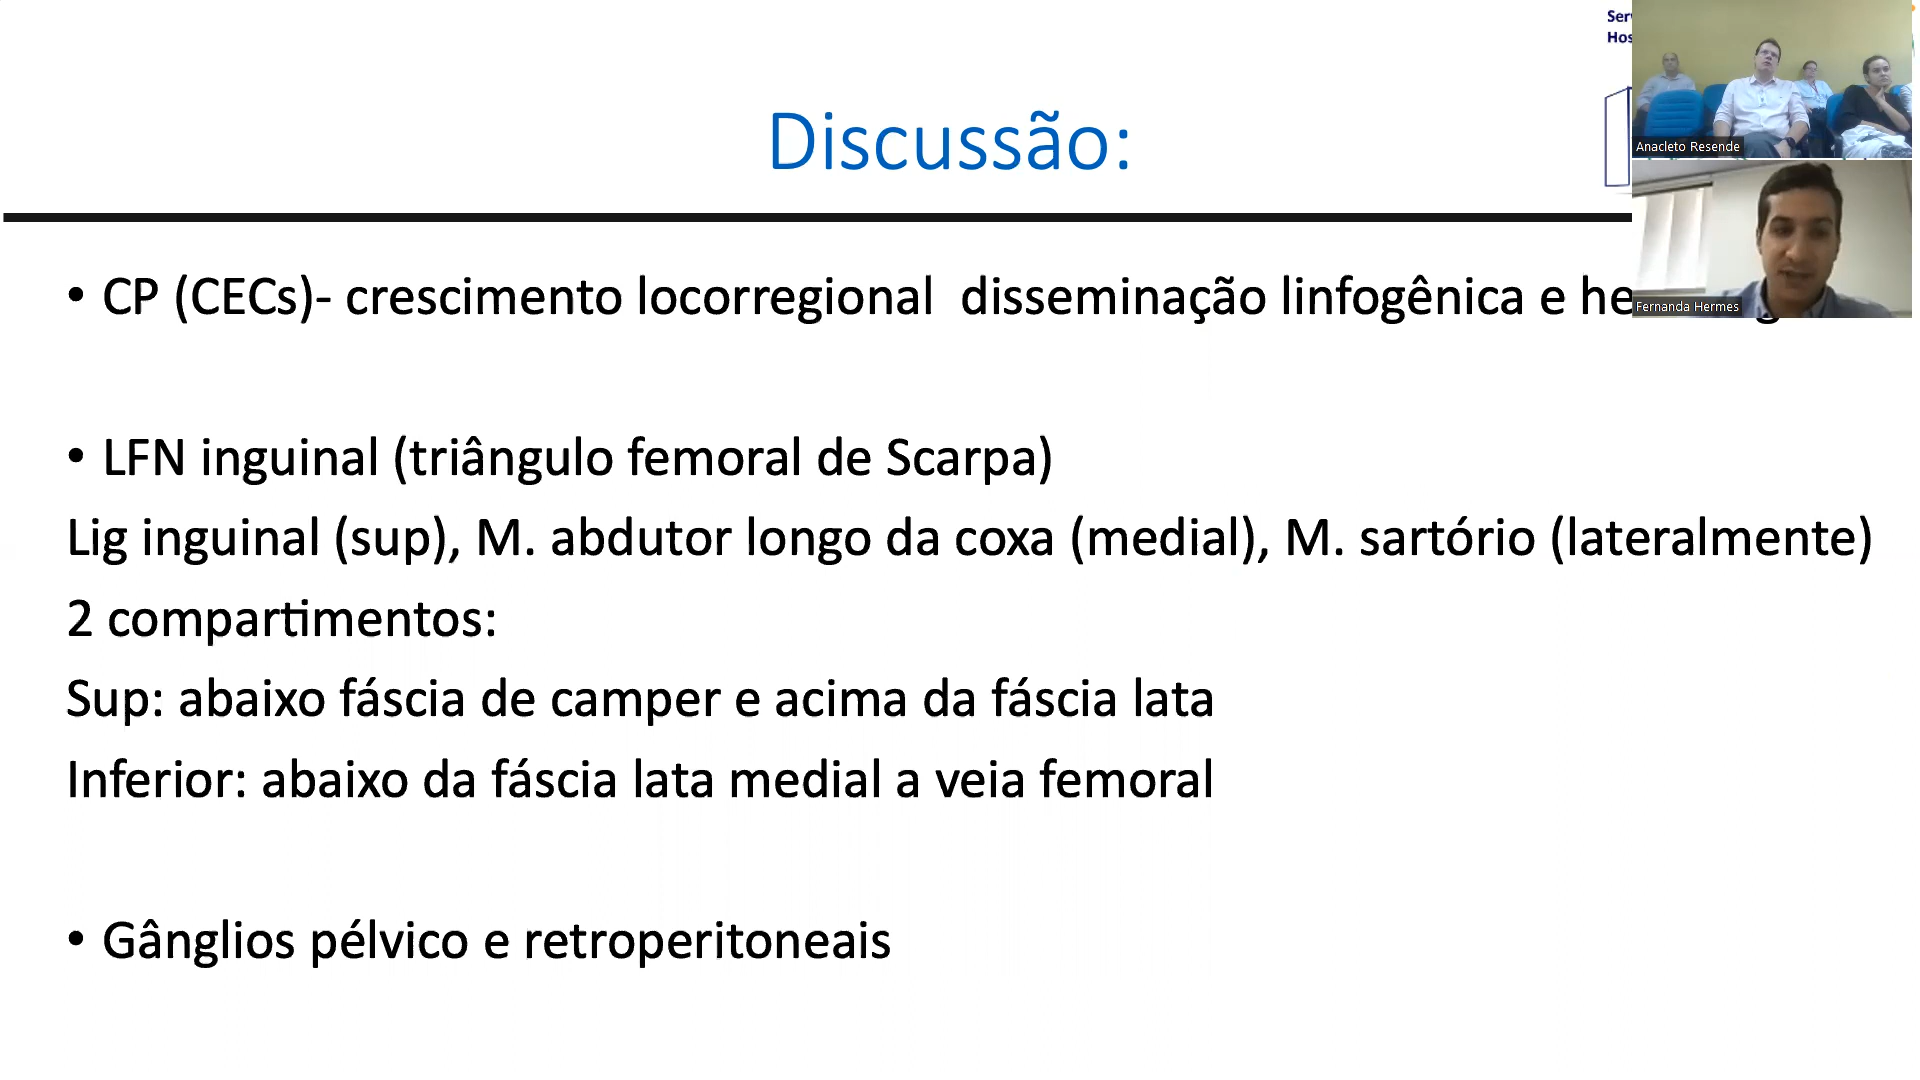 Discussão:
• CP (CECs)- crescimento locorregional  disseminação linfogênica e
• LFN inguinal (triângulo femoral de Scarpa)
Lig inguinal (sup), M. abdutor longo da coxa (medial), M. sartório (lateralmente)
2 compartimentos:
Sup: abaixo fáscia de camper e acima da fáscia lata
Inferior: abaixo da fáscia lata medial a veia femoral
• Gânglios pélvico e retroperitoneais
Anacleto Resende
Fernanda Hermes